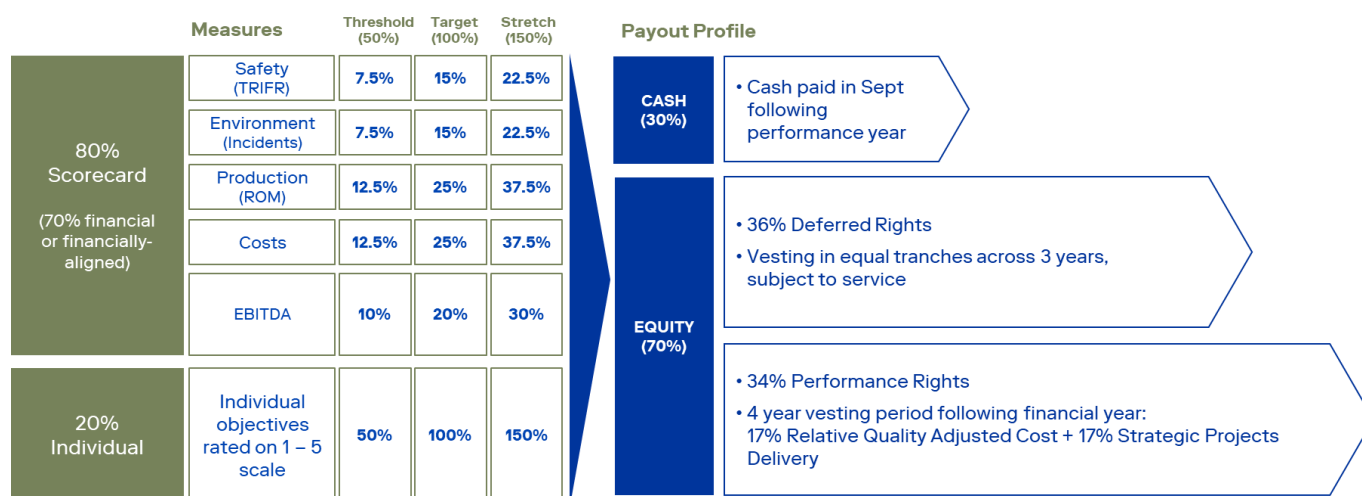 Measures
Threshold
(50%)
Target
(100%)
Stretch
(150%)
Payout Profile
80%
Scorecard
(70% financial
or financially-
aligned)
Safety
(TRIFR)
7.5%
15%
22.5%
Environment
(Incidents)
7.5%
15%
22.5%
Production
(ROM)
12.5%
25%
37.5%
Costs
12.5%
25%
37.5%
EBITDA
10%
20%
30%
20%
Individual
Individual
objectives
rated on 1 – 5
scale
50%
100%
150%
CASH
(30%)
• Cash paid in Sept
following
performance year
EQUITY
(70%)
• 36% Deferred Rights
• Vesting in equal tranches across 3 years,
subject to service
• 34% Performance Rights
• 4 year vesting period following financial year:
17% Relative Quality Adjusted Cost + 17% Strategic Projects
Delivery